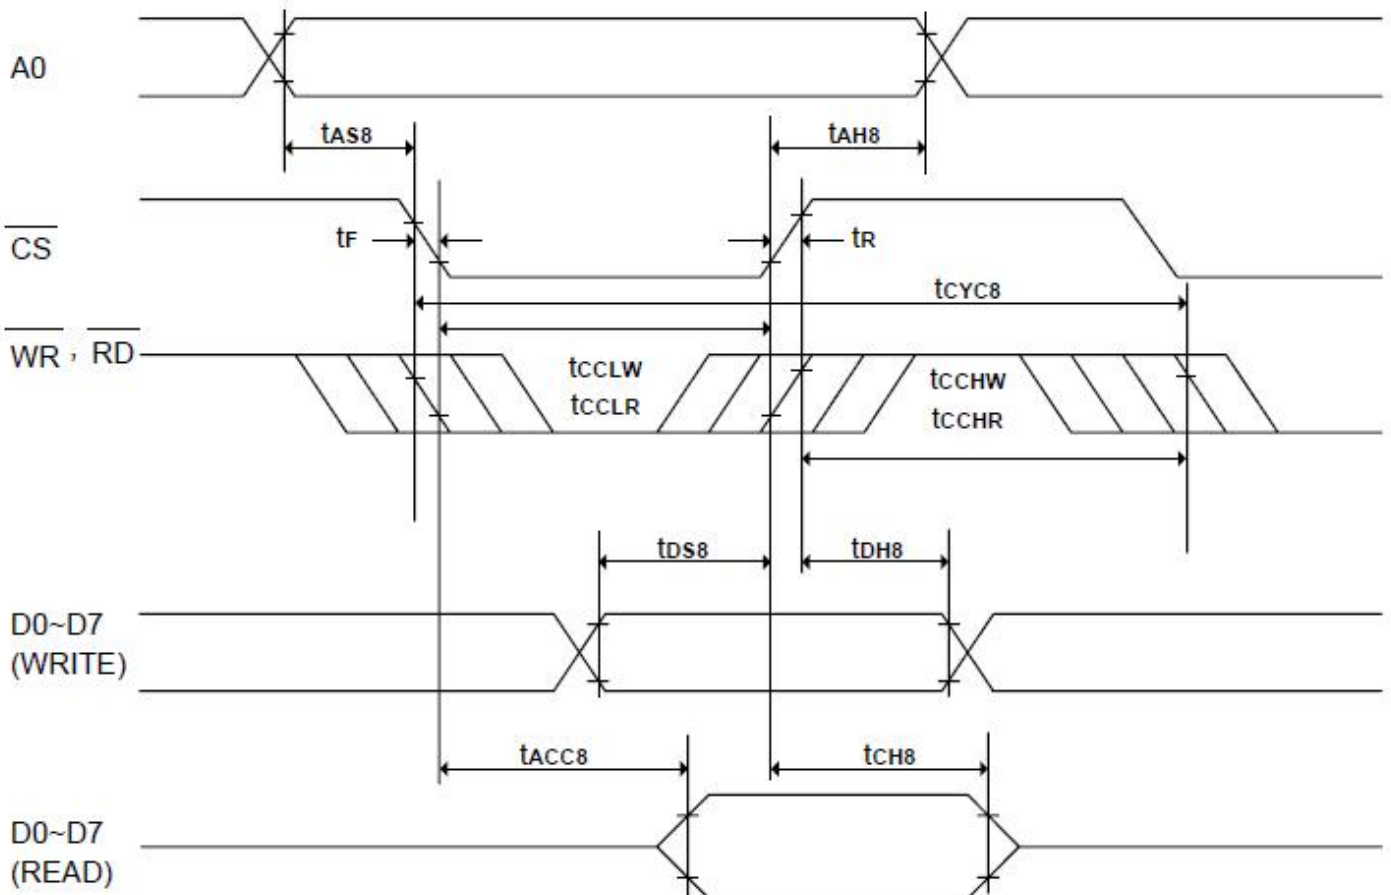 A0
tAS8
tAH8
CS
tF
tR
tCYC8
WR , RD
tCCLW
tCCLR
tCCHW
tCCHR
tDS8
tDH8
D0~D7
(WRITE)
tACC8
tCH8
D0~D7
(READ)